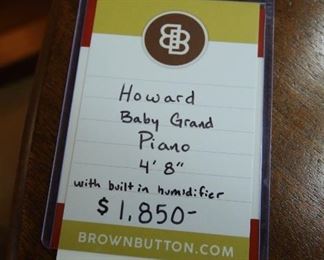 BB
Howard
Baby Grand
Piano
4' 8"
with built in humidifier
$1,850-
BROWNBUTTON.COM